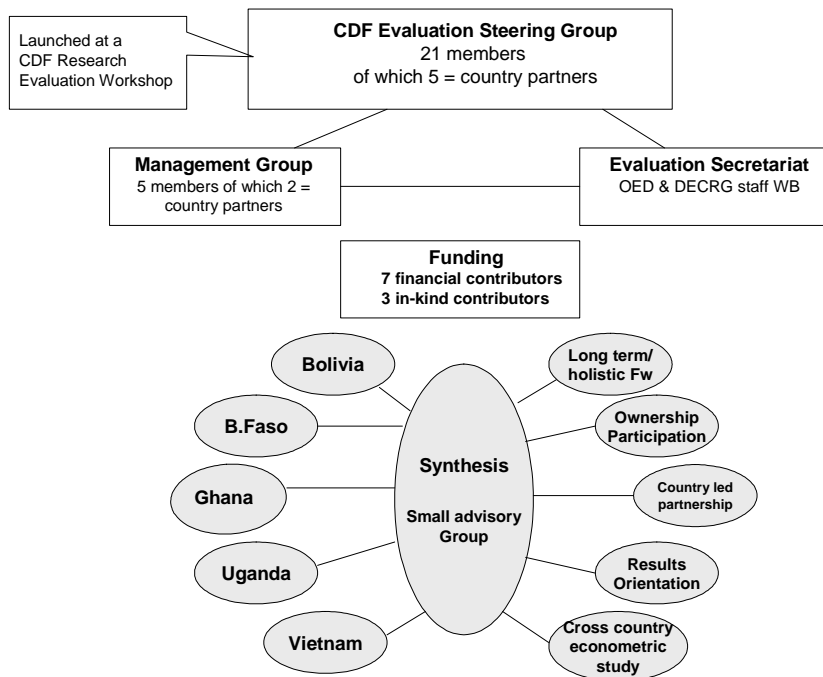 Launched at a
CDF Research
Evaluation Workshop
CDF Evaluation Steering Group
21 members
of which 5 = country partners
Management Group
5 members of which 2 =
country partners
Evaluation Secretariat
OED & DECRG staff WB
Funding
7 financial contributors
3 in-kind contributors
Bolivia
B.Faso
Ghana
Uganda
Vietnam
Synthesis
Small advisory
Group
Long term/
holistic Fw
Ownership
Participation
Country led
partnership
Results
Orientation
Cross country
econometric
study